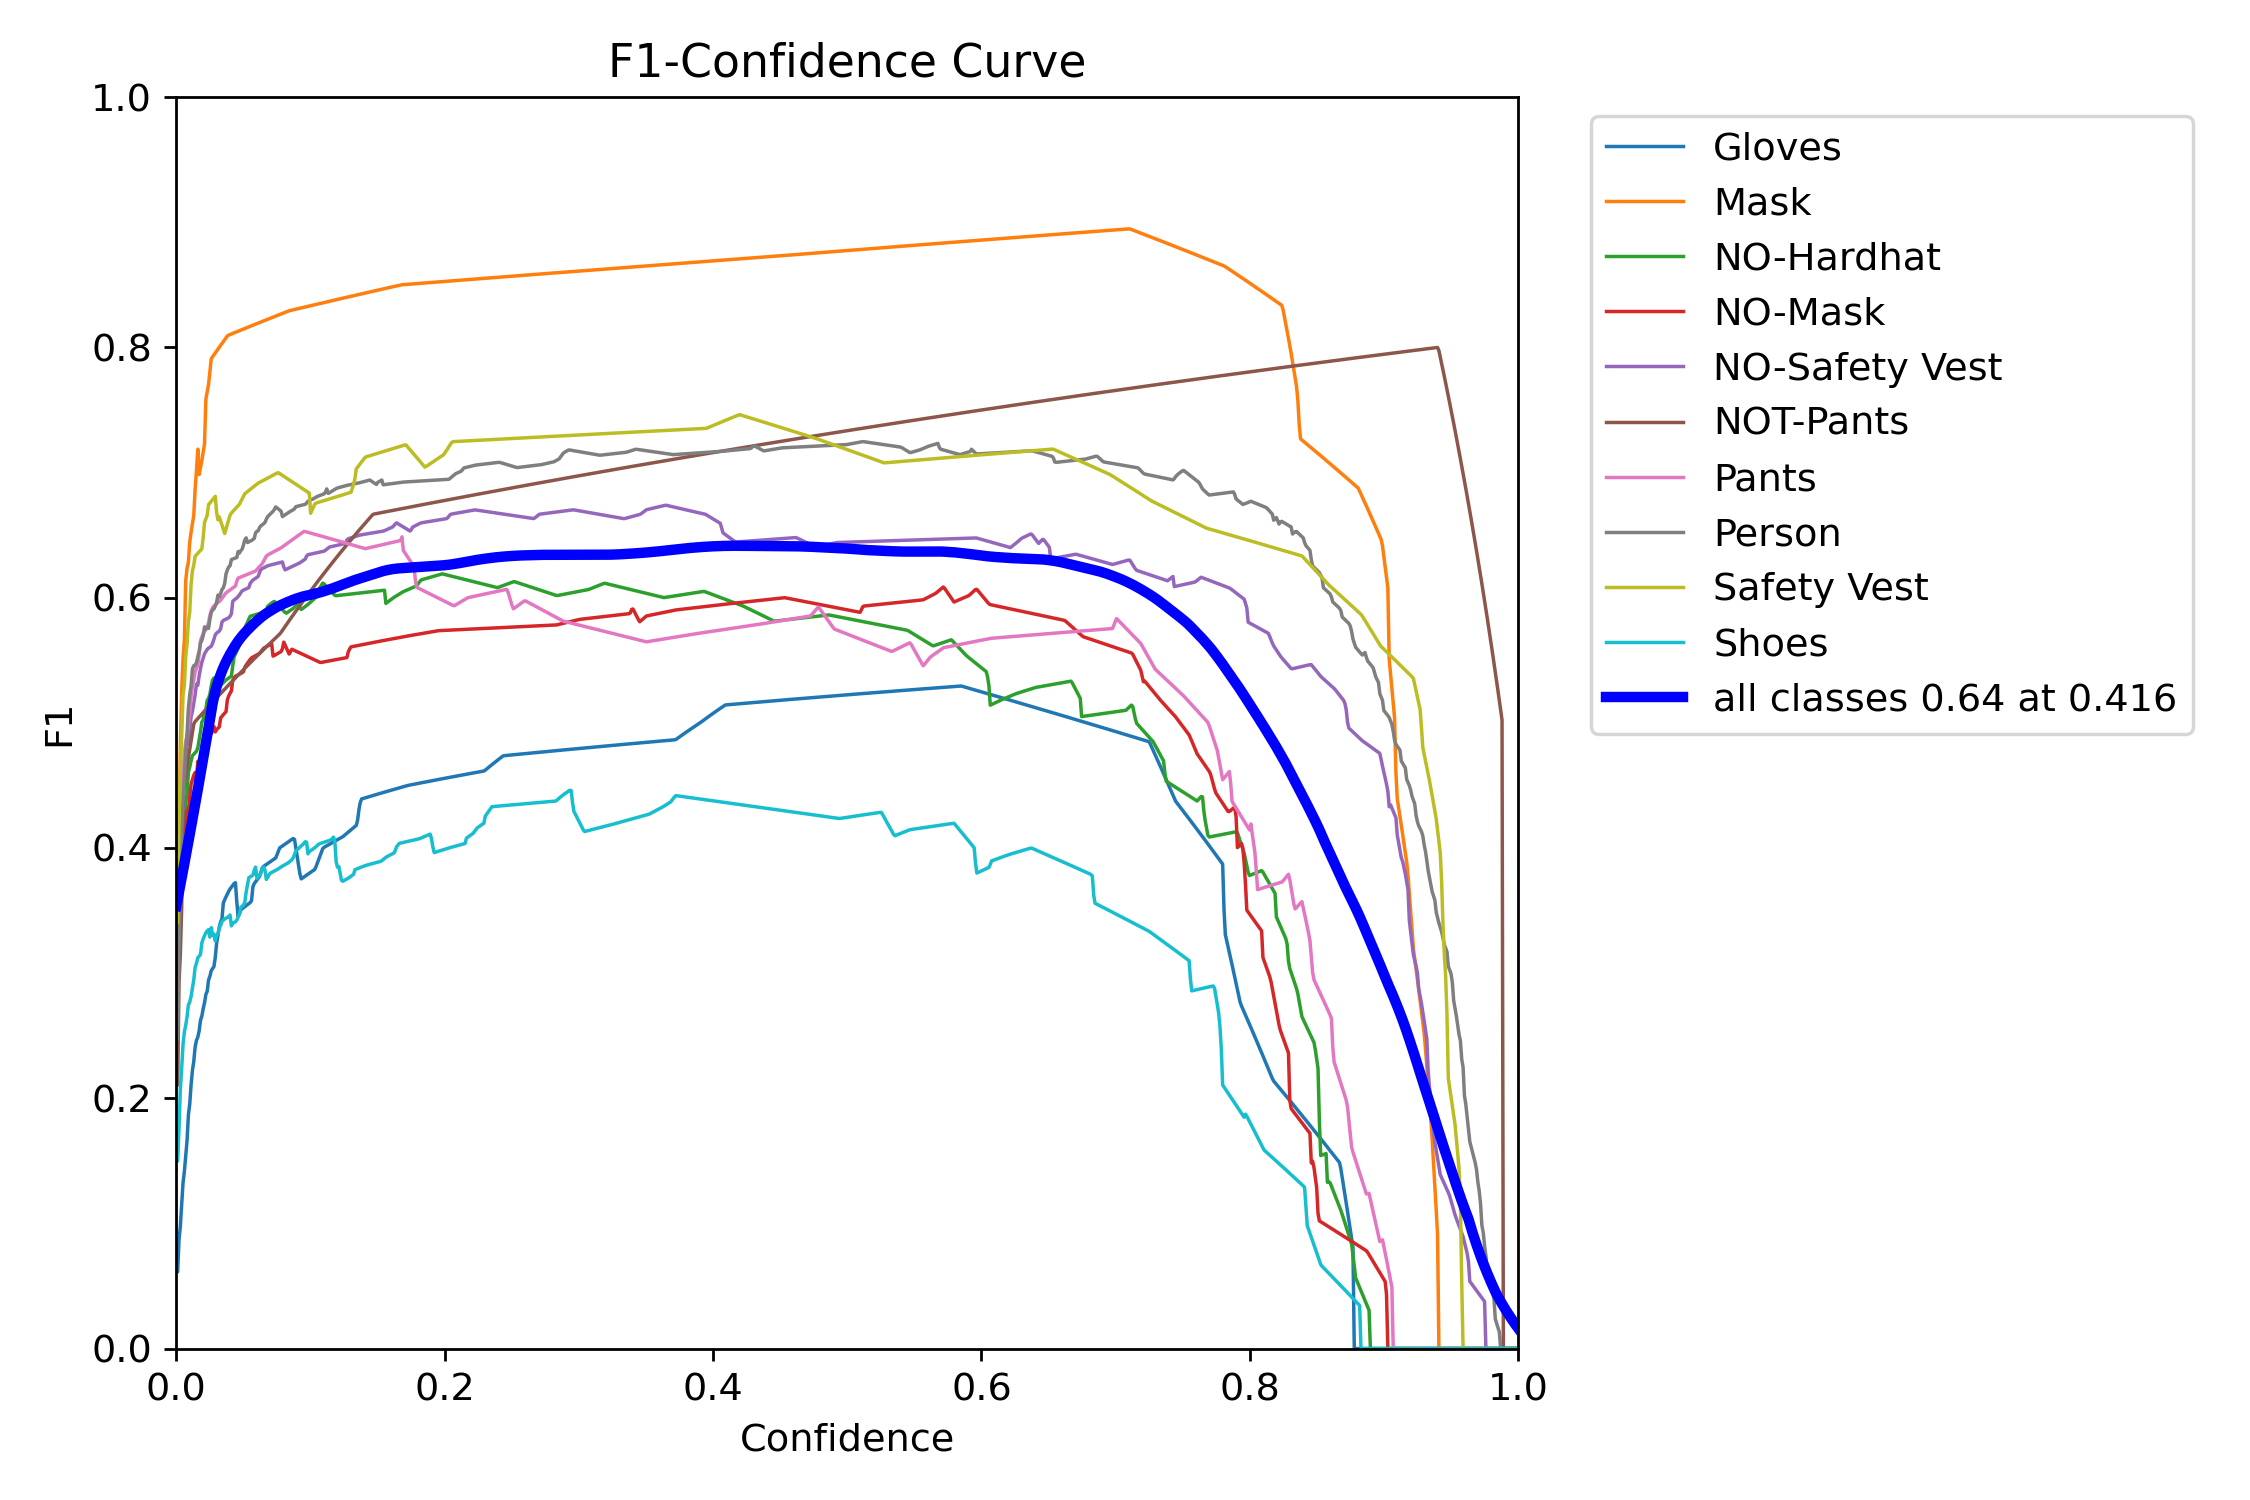 F1-Confidence Curve
1.0
0.8
0.6
0.4
0.2
0.0
F1
0.0 0.2 0.4 0.6 0.8 1.0
Confidence
Gloves
Mask
NO-Hardhat
NO-Mask
NO-Safety Vest
NOT-Pants
Pants
Person
Safety Vest
Shoes
all classes 0.64 at 0.416